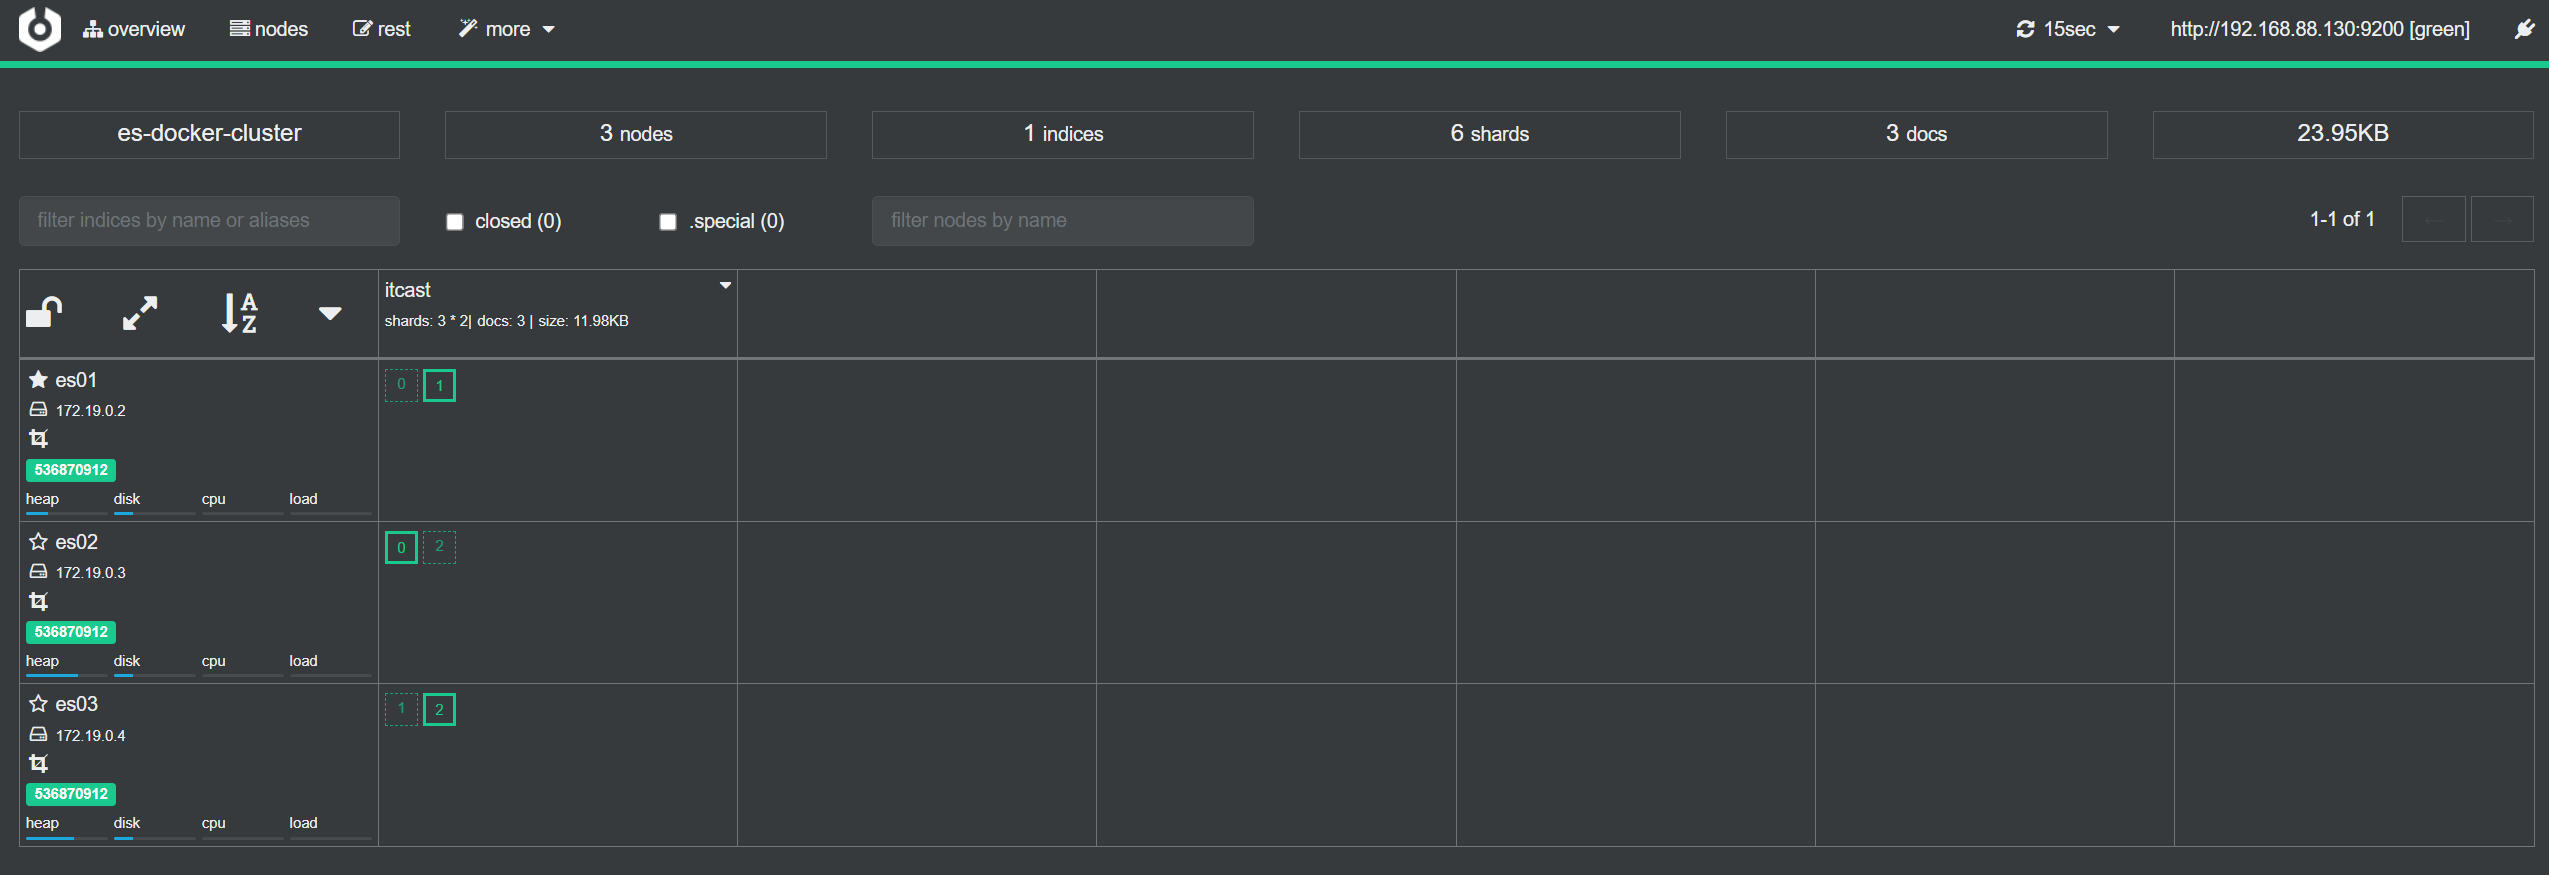 overview nodes rest more 15sec http://192.168.88.130:9200 [green]
es-docker-cluster 3 nodes 1 indices 6 shards 3 docs 23.95KB
filter indices by name or aliases closed (0) .special (0) filter nodes by name 1-1 of 1
itcast
shards: 3 * 2| docs: 3 | size: 11.98KB
es01 0 1
172.19.0.2
536870912
heap disk cpu load
es02 0 2
172.19.0.3
536870912
heap disk cpu load
es03 1 2
172.19.0.4
536870912
heap disk cpu load